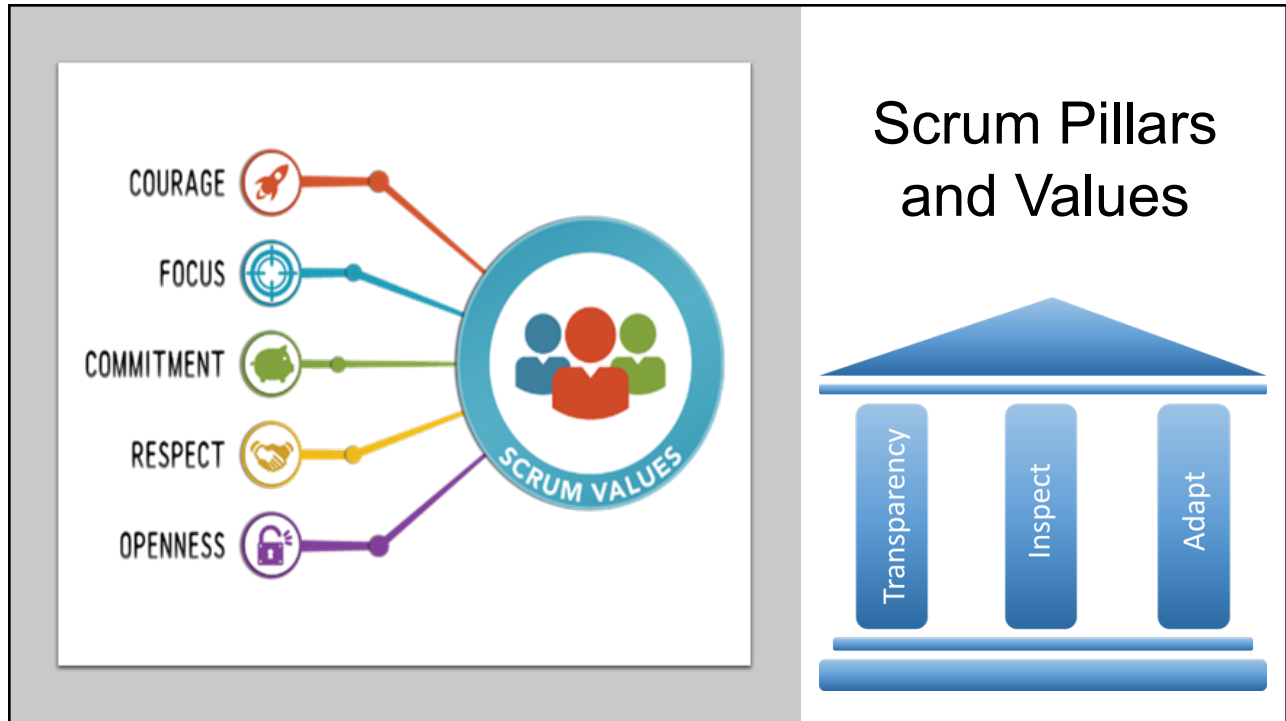 COURAGE
FOCUS
COMMITMENT
RESPECT
OPENNESS
SCRUM VALUES
Scrum Pillars
and Values
Transparency
Inspect
Adapt